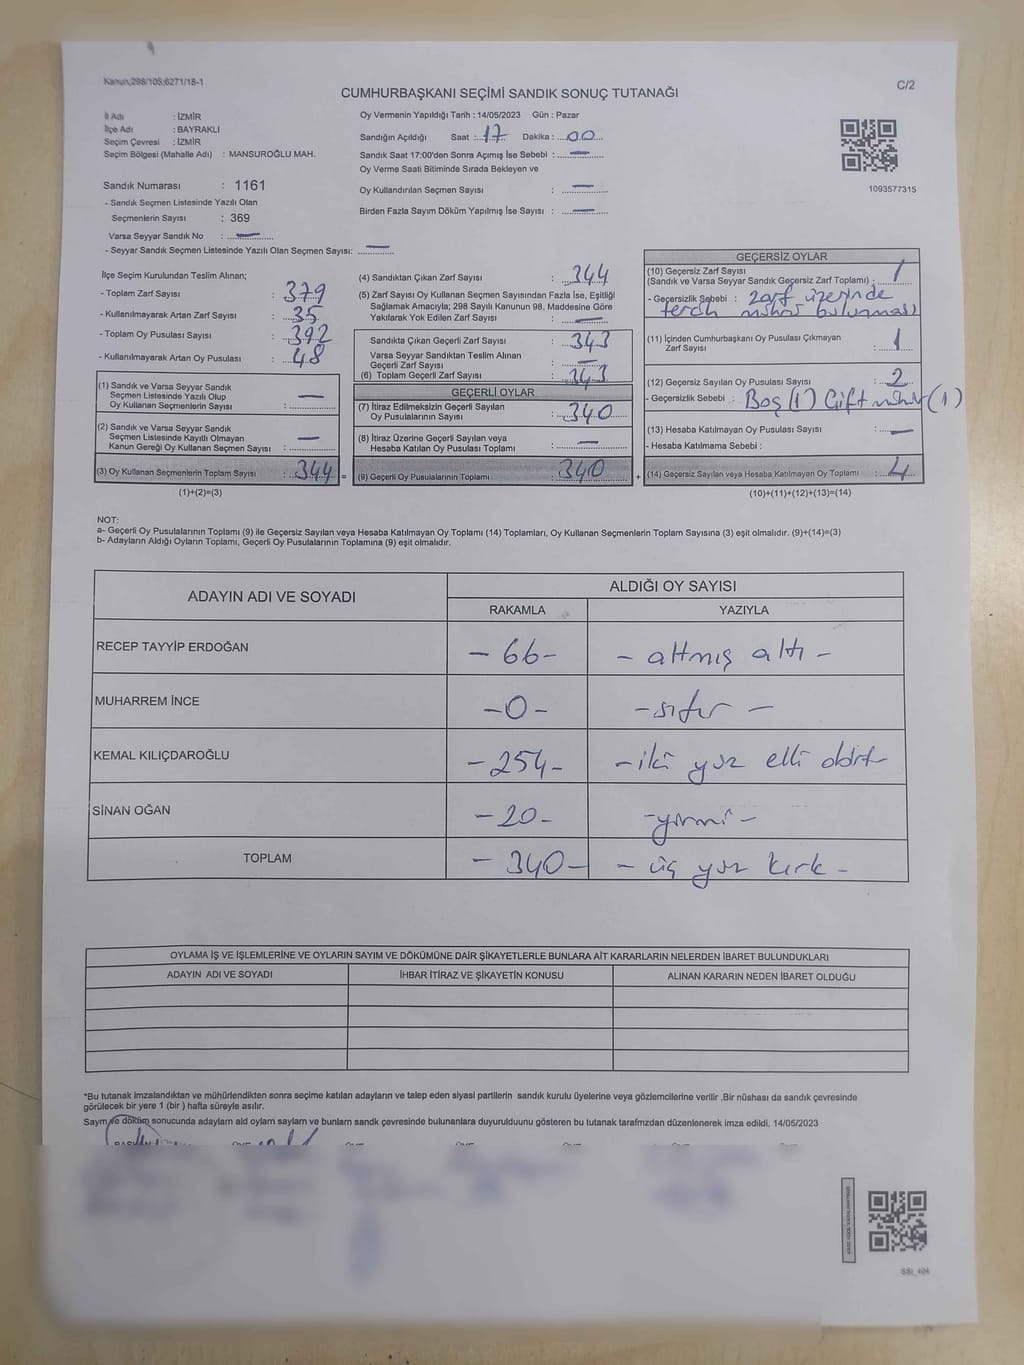 Kanun;298/105;6271/18-1
C/2
CUMHURBAŞKANI SEÇİMİ SANDIK SONUÇ TUTANAĞI
İl Adı : İZMİR
İlçe Adı : BAYRAKLI
Seçim Çevresi : İZMİR
Seçim Bölgesi (Mahalle Adı) : MANSUROĞLU MAH.
Sandık Numarası : 1161
- Sandık Seçmen Listesinde Yazılı Olan
Seçmenlerin Sayısı : 369
Varsa Seyyar Sandık No : —
- Seyyar Sandık Seçmen Listesinde Yazılı Olan Seçmen Sayısı: —
Oy Vermenin Yapıldığı Tarih : 14/05/2023 Gün : Pazar
Sandığın Açıldığı Saat : 17 Dakika : 00
Sandık Saat 17:00'den Sonra Açımış İse Sebebi : —
Oy Verme Saati Bitiminde Sırada Bekleyen ve
Oy Kullandırılan Seçmen Sayısı : —
Birden Fazla Sayım Döküm Yapılmış İse Sayısı : —
1093577315
İlçe Seçim Kurulundan Teslim Alınan;
- Toplam Zarf Sayısı : 379
- Kullanılmayarak Artan Zarf Sayısı : 35
- Toplam Oy Pusulası Sayısı : 392
- Kullanılmayarak Artan Oy Pusulası : 48
(1) Sandık ve Varsa Seyyar Sandık
Seçmen Listesinde Yazılı Olup
Oy Kullanan Seçmenlerin Sayısı : —
(2) Sandık ve Varsa Seyyar Sandık
Seçmen Listesinde Kayıtlı Olmayan
Kanun Gereği Oy Kullanan Seçmen Sayısı : —
(3) Oy Kullanan Seçmenlerin Toplam Sayısı : 344 =
(1)+(2)=(3)
(4) Sandıktan Çıkan Zarf Sayısı : 344
(5) Zarf Sayısı Oy Kullanan Seçmen Sayısından Fazla İse, Eşitliği
Sağlamak Amacıyla; 298 Sayılı Kanunun 98. Maddesine Göre
Yakılarak Yok Edilen Zarf Sayısı : —
Sandıkta Çıkan Geçerli Zarf Sayısı : 343
Varsa Seyyar Sandıktan Teslim Alınan
Geçerli Zarf Sayısı : —
(6) Toplam Geçerli Zarf Sayısı : 343
GEÇERLİ OYLAR
(7) İtiraz Edilmeksizin Geçerli Sayılan
Oy Pusulalarının Sayısı : 340
(8) İtiraz Üzerine Geçerli Sayılan veya
Hesaba Katılan Oy Pusulası Toplamı : —
(9) Geçerli Oy Pusulalarının Toplamı : 340 +
GEÇERSİZ OYLAR
(10) Geçersiz Zarf Sayısı
(Sandık ve Varsa Seyyar Sandık Geçersiz Zarf Toplamı) : 1
- Geçersizlik Sebebi : zarf üzerinde
tercih mührü bulunması
(11) İçinden Cumhurbaşkanı Oy Pusulası Çıkmayan
Zarf Sayısı : 1
(12) Geçersiz Sayılan Oy Pusulası Sayısı : 2
- Geçersizlik Sebebi : Boş (1) Çift mühür (1)
(13) Hesaba Katılmayan Oy Pusulası Sayısı : —
- Hesaba Katılmama Sebebi :
(14) Geçersiz Sayılan veya Hesaba Katılmayan Oy Toplamı : 4
(10)+(11)+(12)+(13)=(14)
NOT:
a- Geçerli Oy Pusulalarının Toplamı (9) ile Geçersiz Sayılan veya Hesaba Katılmayan Oy Toplamı (14) Toplamları, Oy Kullanan Seçmenlerin Toplam Sayısına (3) eşit olmalıdır. (9)+(14)=(3)
b- Adayların Aldığı Oyların Toplamı, Geçerli Oy Pusulalarının Toplamına (9) eşit olmalıdır.
ADAYIN ADI VE SOYADI
ALDIĞI OY SAYISI
RAKAMLA YAZIYLA
RECEP TAYYİP ERDOĞAN - 66 - - altmış altı -
MUHARREM İNCE - 0 - - sıfır -
KEMAL KILIÇDAROĞLU - 254 - - iki yüz elli dört -
SİNAN OĞAN - 20 - - yirmi -
TOPLAM - 340 - - üç yüz kırk -
OYLAMA İŞ VE İŞLEMLERİNE VE OYLARIN SAYIM VE DÖKÜMÜNE DAİR ŞİKAYETLERLE BUNLARA AİT KARARLARIN NELERDEN İBARET BULUNDUKLARI
ADAYIN ADI VE SOYADI İHBAR İTİRAZ VE ŞİKAYETİN KONUSU ALINAN KARARIN NEDEN İBARET OLDUĞU
*Bu tutanak imzalandıktan ve mühürlendikten sonra seçime katılan adayların ve talep eden siyasi partilerin sandık kurulu üyelerine veya gözlemcilerine verilir .Bir nüshası da sandık çevresinde
görülecek bir yere 1 (bir ) hafta süreyle asılır.
Sayım ve döküm sonucunda adayların ald oyların sayları ve bunların sandk çevresinde bulunanlara duyurulduunu gösteren bu tutanak tarafmzdan düzenlenerek imza edildi. 14/05/2023